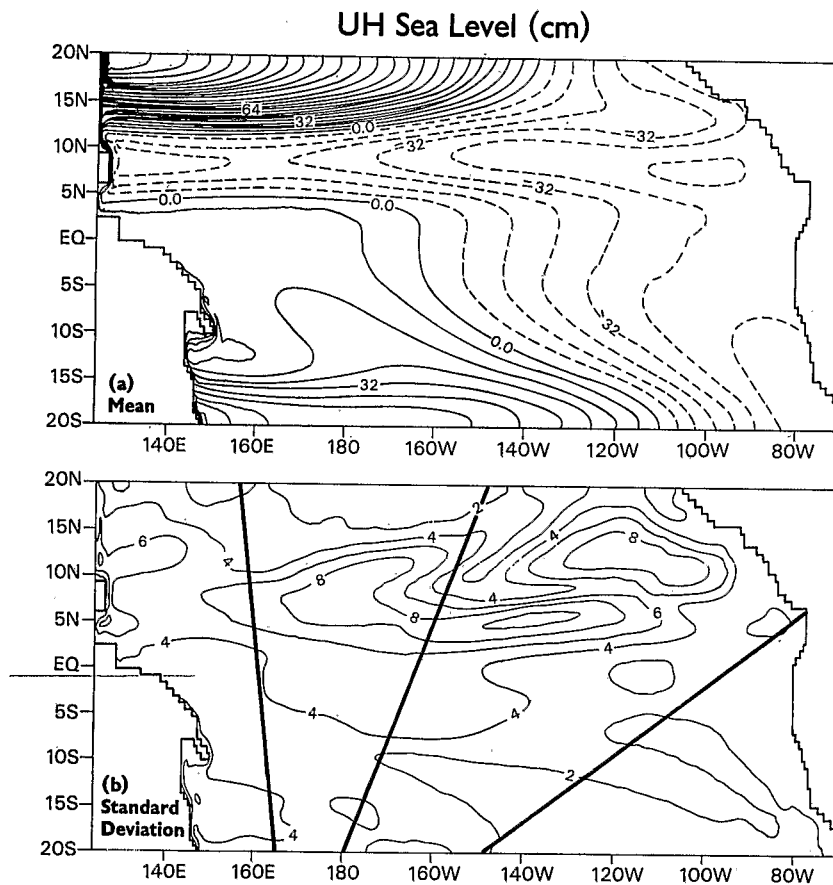 UH Sea Level (cm)
20N
15N
10N
5N
EQ
5S
10S
15S
20S
64
32
0.0
32
32
32
0.0
0.0
32
0.0
32
(a)
Mean
140E 160E 180 160W 140W 120W 100W 80W
20N
15N
10N
5N
EQ
5S
10S
15S
20S
2
6
4
4
4
8
8
8
4
6
4
4
4
4
2
4
(b)
Standard
Deviation
140E 160E 180 160W 140W 120W 100W 80W